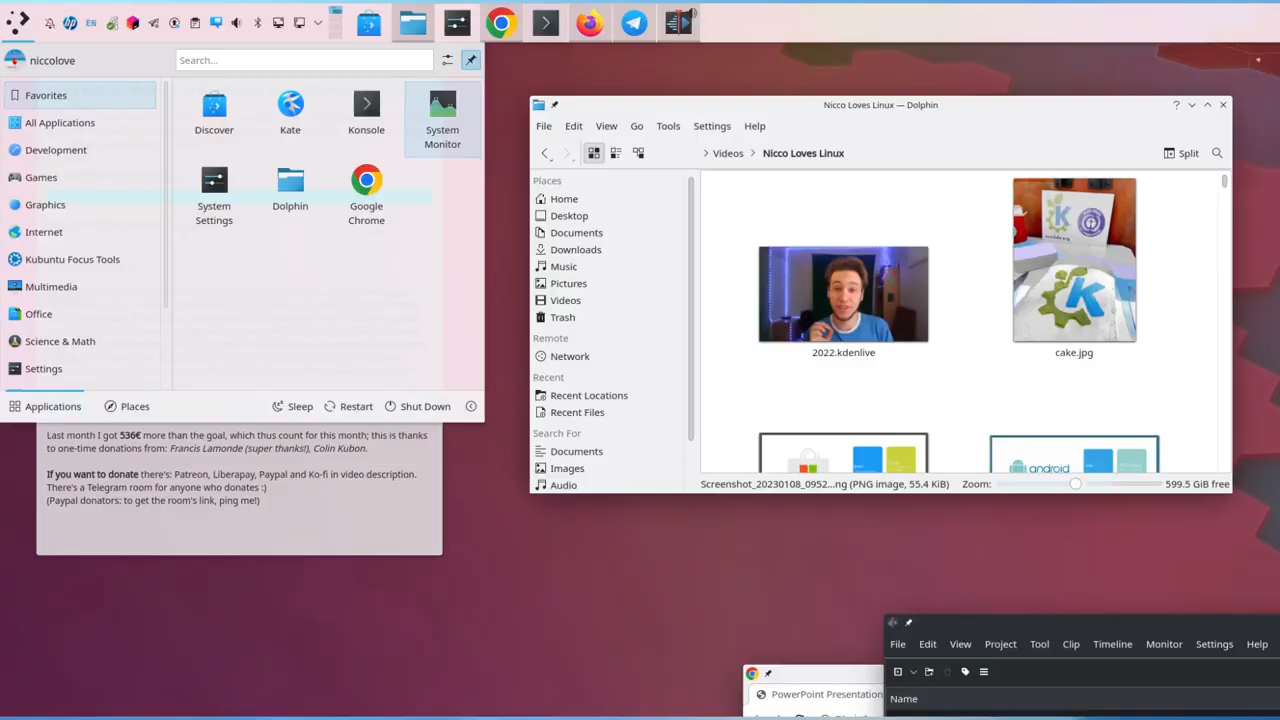 EN
niccolove
Search...
Favorites
All Applications
Development
Games
Graphics
Internet
Kubuntu Focus Tools
Multimedia
Office
Science & Math
Settings
Discover
Kate
Konsole
System
Monitor
System
Settings
Dolphin
Google
Chrome
Applications
Places
Sleep
Restart
Shut Down
Last month I got 536€ more than the goal, which thus count for this month; this is thanks
to one-time donations from: Francis Lamonde (super thanks!), Colin Kubon.
If you want to donate there's: Patreon, Liberapay, Paypal and Ko-fi in video description.
There's a Telegram room for anyone who donates :)
(Paypal donators: to get the room's link, ping me!)
Nicco Loves Linux — Dolphin
File Edit View Go Tools Settings Help
Videos Nicco Loves Linux
Split
Places
Home
Desktop
Documents
Downloads
Music
Pictures
Videos
Trash
Remote
Network
Recent
Recent Locations
Recent Files
Search For
Documents
Images
Audio
2022.kdenlive
cake.jpg
android
Screenshot_20230108_0952...ng (PNG image, 55.4 KiB)
Zoom:
599.5 GiB free
File Edit View Project Tool Clip Timeline Monitor Settings Help
Name
PowerPoint Presentation